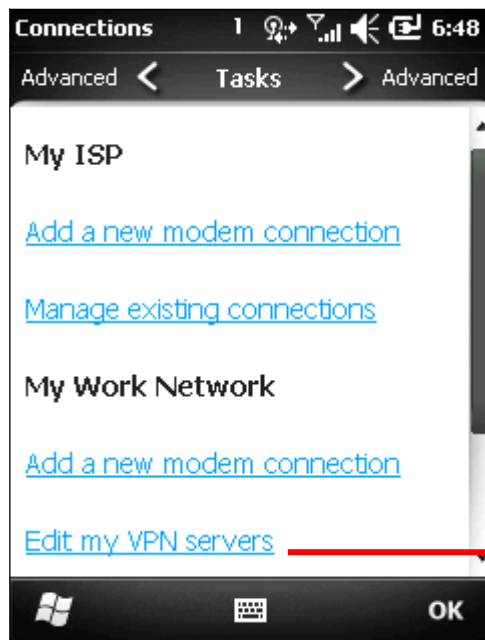 Connections 1 6:48
Advanced Tasks Advanced
My ISP
Add a new modem connection
Manage existing connections
My Work Network
Add a new modem connection
Edit my VPN servers
OK